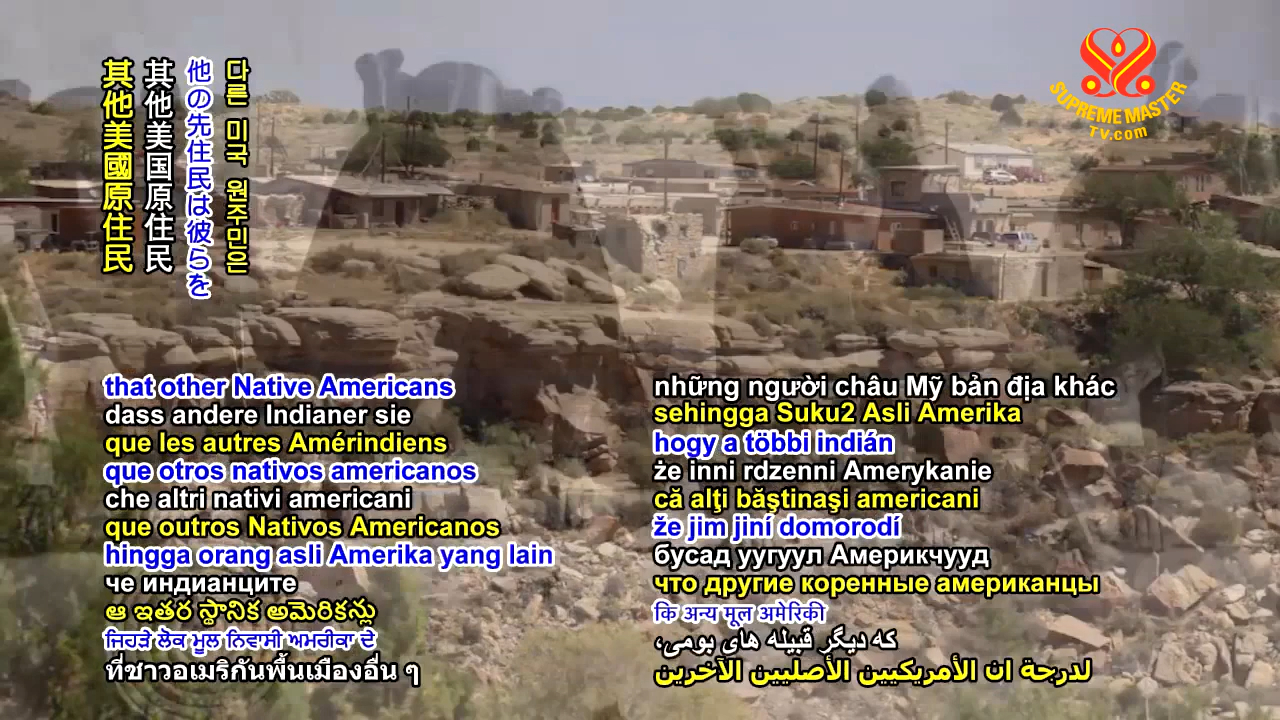 其他美國原住民
其他美国原住民
他の先住民は彼らを
다른 미국 원주민은
SUPREME MASTER
TV.com
that other Native Americans
dass andere Indianer sie
que les autres Amérindiens
que otros nativos americanos
che altri nativi americani
que outros Nativos Americanos
hingga orang asli Amerika yang lain
че индианците
ఆ ఇతర స్థానిక అమెరికన్లు
ਜਿਹੜੇ ਲੋਕ ਮੂਲ ਨਿਵਾਸੀ ਅਮਰੀਕਾ ਦੇ
ที่ชาวอเมริกันพื้นเมืองอื่น ๆ
những người châu Mỹ bản địa khác
sehingga Suku2 Asli Amerika
hogy a többi indián
że inni rdzenni Amerykanie
că alţi băştinaşi americani
že jim jiní domorodí
бусад уугуул Америкчууд
что другие коренные американцы
कि अन्य मूल अमेरिकी
که دیگر قبیله های بومی،
لدرجة ان الأمريكيين الأصليين الآخرين